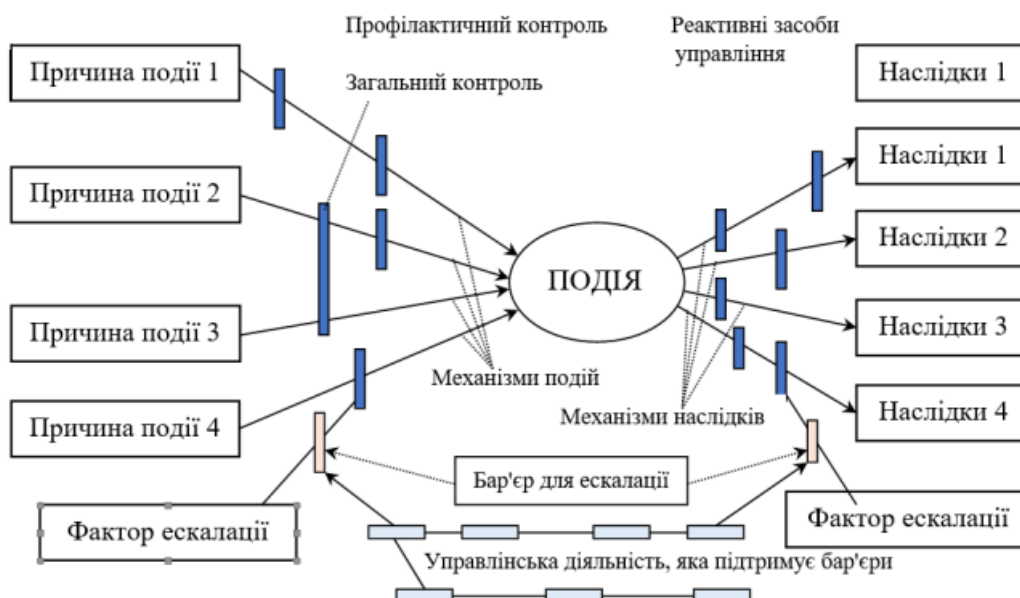 Профілактичний контроль
Реактивні засоби
управління
Причина події 1
Загальний контроль
Наслідки 1
Наслідки 1
Причина події 2
Наслідки 2
ПОДІЯ
Причина події 3
Наслідки 3
Механізми подій
Механізми наслідків
Причина події 4
Наслідки 4
Бар'єр для ескалації
Фактор ескалації
Фактор ескалації
Управлінська діяльність, яка підтримує бар'єри